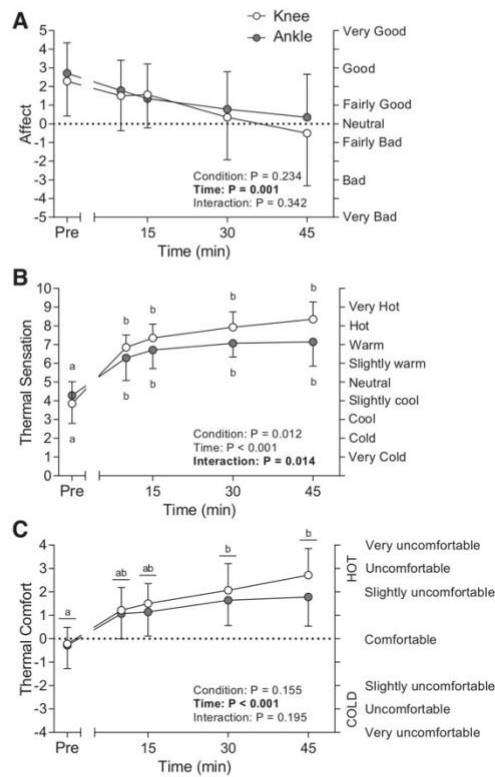 A
Knee
Ankle
Affect
5
4
3
2
1
0
-1
-2
-3
-4
-5
Very Good
Good
Fairly Good
Neutral
Fairly Bad
Bad
Very Bad
Condition: P = 0.234
Time: P = 0.001
Interaction: P = 0.342
Pre
15
30
45
Time (min)
B
Thermal Sensation
10
9
8
7
6
5
4
3
2
1
0
Very Hot
Hot
Warm
Slightly warm
Neutral
Slightly cool
Cool
Cold
Very Cold
a
a
b
b
b
b
b
b
b
b
Condition: P = 0.012
Time: P < 0.001
Interaction: P = 0.014
Pre
15
30
45
Time (min)
C
Thermal Comfort
4
3
2
1
0
-1
-2
-3
-4
a
ab
ab
b
b
HOT
COLD
Very uncomfortable
Uncomfortable
Slightly uncomfortable
Comfortable
Slightly uncomfortable
Uncomfortable
Very uncomfortable
Condition: P = 0.155
Time: P < 0.001
Interaction: P = 0.195
Pre
15
30
45
Time (min)